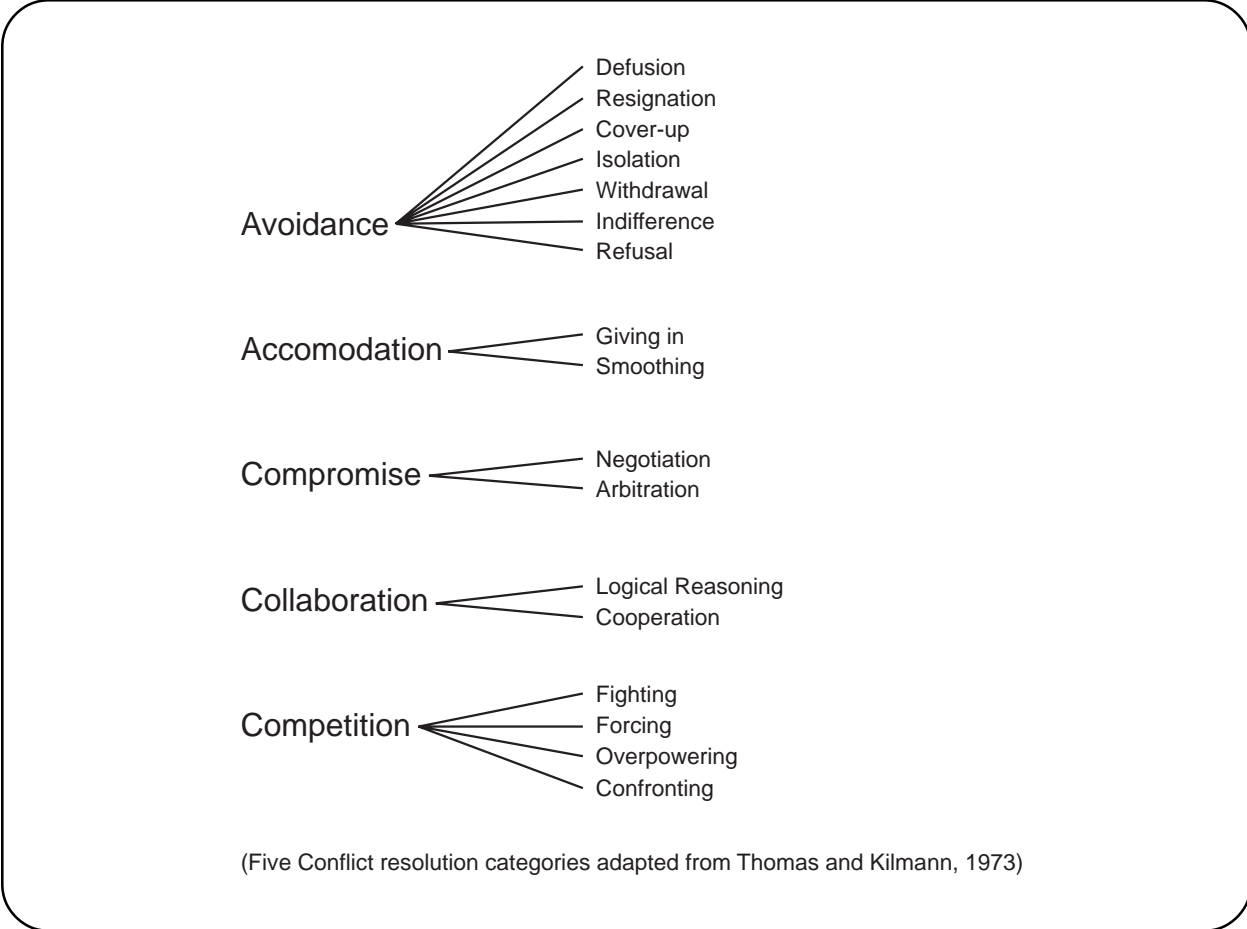 Defusion
Resignation
Cover-up
Isolation
Withdrawal
Avoidance
Indifference
Refusal
Accomodation
Giving in
Smoothing
Compromise
Negotiation
Arbitration
Collaboration
Logical Reasoning
Cooperation
Competition
Fighting
Forcing
Overpowering
Confronting
(Five Conflict resolution categories adapted from Thomas and Kilmann, 1973)